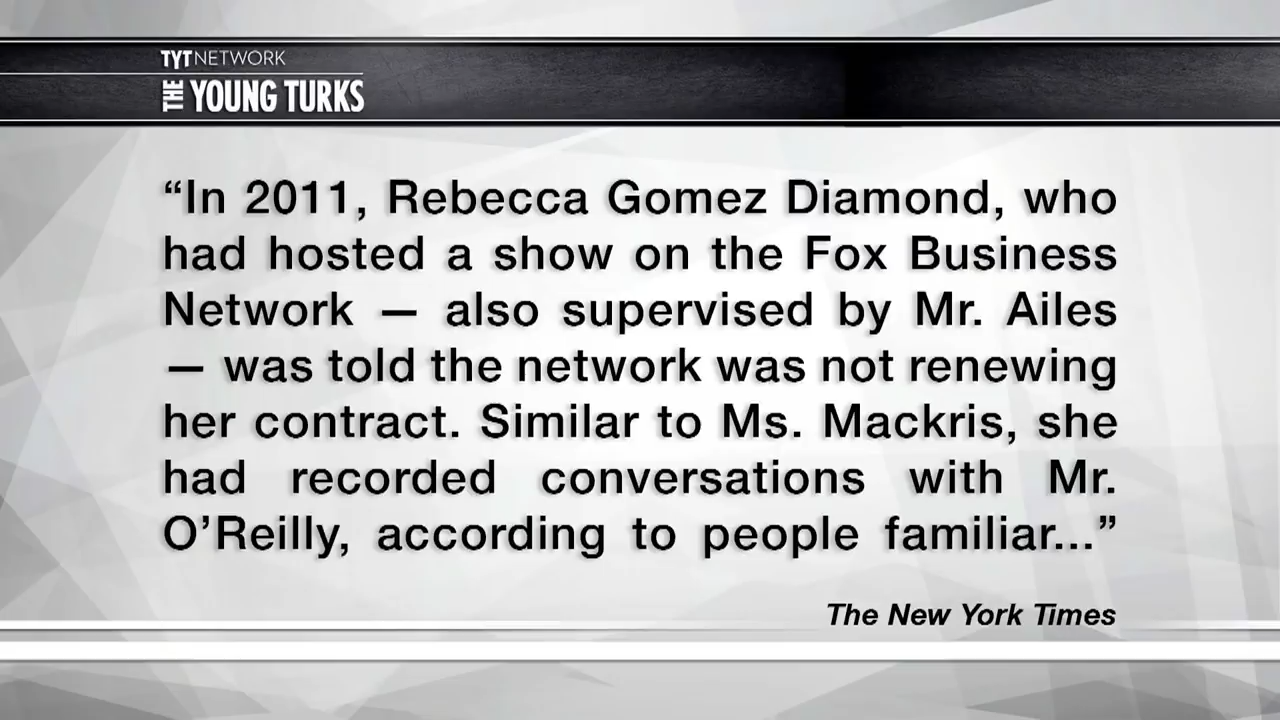 TYTNETWORK
THE YOUNG TURKS
“In 2011, Rebecca Gomez Diamond, who
had hosted a show on the Fox Business
Network — also supervised by Mr. Ailes
— was told the network was not renewing
her contract. Similar to Ms. Mackris, she
had recorded conversations with Mr.
O’Reilly, according to people familiar...”
The New York Times